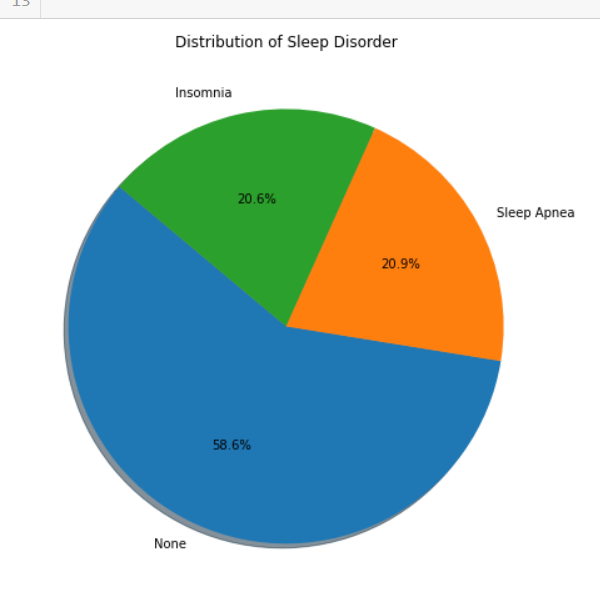 13
Distribution of Sleep Disorder
Insomnia
20.6%
Sleep Apnea
20.9%
58.6%
None